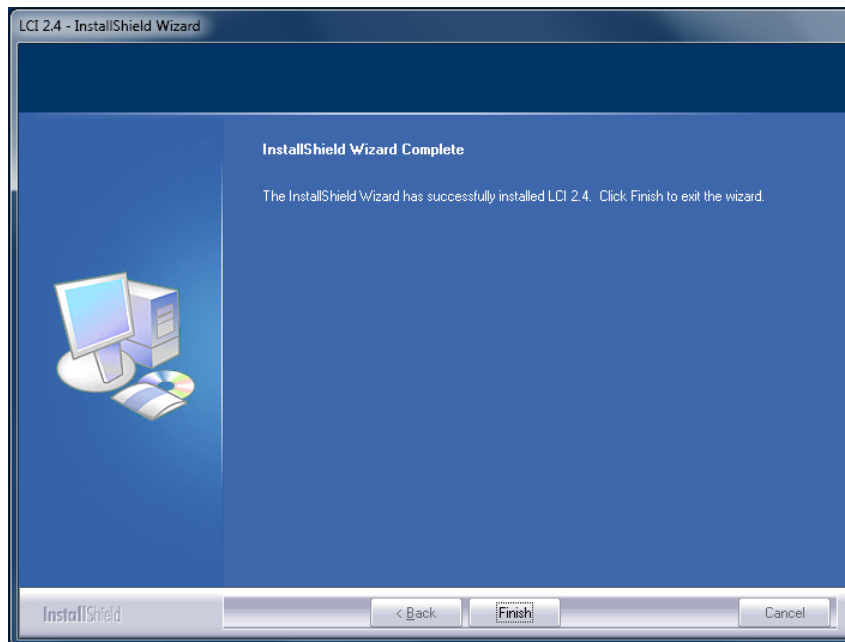 LCI 2.4 - InstallShield Wizard
InstallShield Wizard Complete
The InstallShield Wizard has successfully installed LCI 2.4.  Click Finish to exit the wizard.
InstallShield
< Back
Finish
Cancel